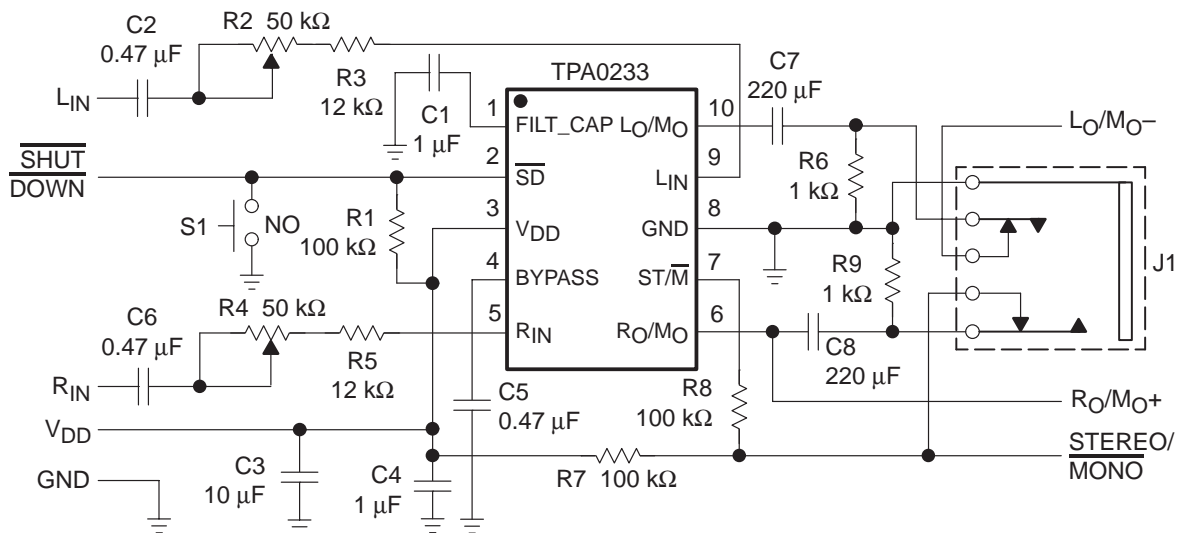 C2
0.47 µF
R2 50 kΩ
R3
12 kΩ
C1
1 µF
TPA0233
C7
220 µF
L_IN
1
FILT_CAP
L_O/M_O
10
L_O/M_O−
SHUT
DOWN
2
SD
L_IN
9
R6
1 kΩ
S1
NO
R1
100 kΩ
3
V_DD
GND
8
4
BYPASS
ST/M
7
R9
1 kΩ
J1
C6
0.47 µF
R4 50 kΩ
5
R_IN
R_O/M_O
6
R_IN
R5
12 kΩ
C5
0.47 µF
R8
100 kΩ
C8
220 µF
R_O/M_O+
V_DD
STEREO/
MONO
GND
C3
10 µF
C4
1 µF
R7 100 kΩ